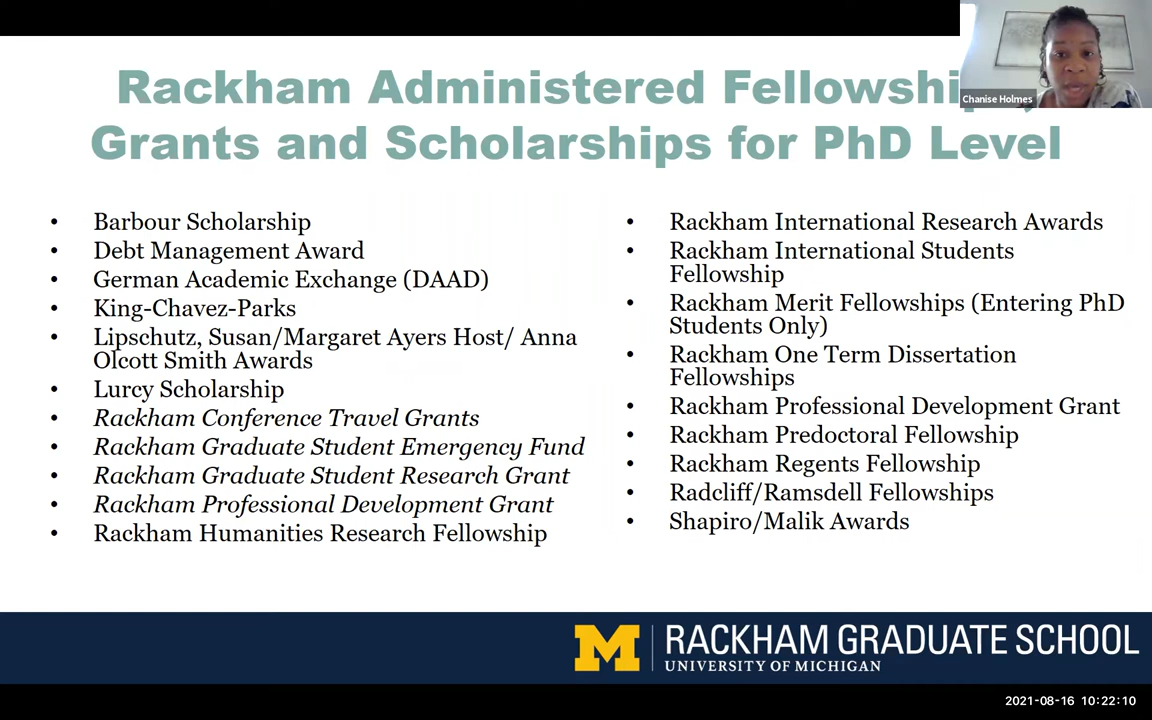 Rackham Administered Fellowship
Grants and Scholarships for PhD Level
Chanise Holmes
• Barbour Scholarship
• Debt Management Award
• German Academic Exchange (DAAD)
• King-Chavez-Parks
• Lipschutz, Susan/Margaret Ayers Host/ Anna
Olcott Smith Awards
• Lurcy Scholarship
• Rackham Conference Travel Grants
• Rackham Graduate Student Emergency Fund
• Rackham Graduate Student Research Grant
• Rackham Professional Development Grant
• Rackham Humanities Research Fellowship
• Rackham International Research Awards
• Rackham International Students
Fellowship
• Rackham Merit Fellowships (Entering PhD
Students Only)
• Rackham One Term Dissertation
Fellowships
• Rackham Professional Development Grant
• Rackham Predoctoral Fellowship
• Rackham Regents Fellowship
• Radcliff/Ramsdell Fellowships
• Shapiro/Malik Awards
M
RACKHAM GRADUATE SCHOOL
UNIVERSITY OF MICHIGAN
2021-08-16 10:22:10